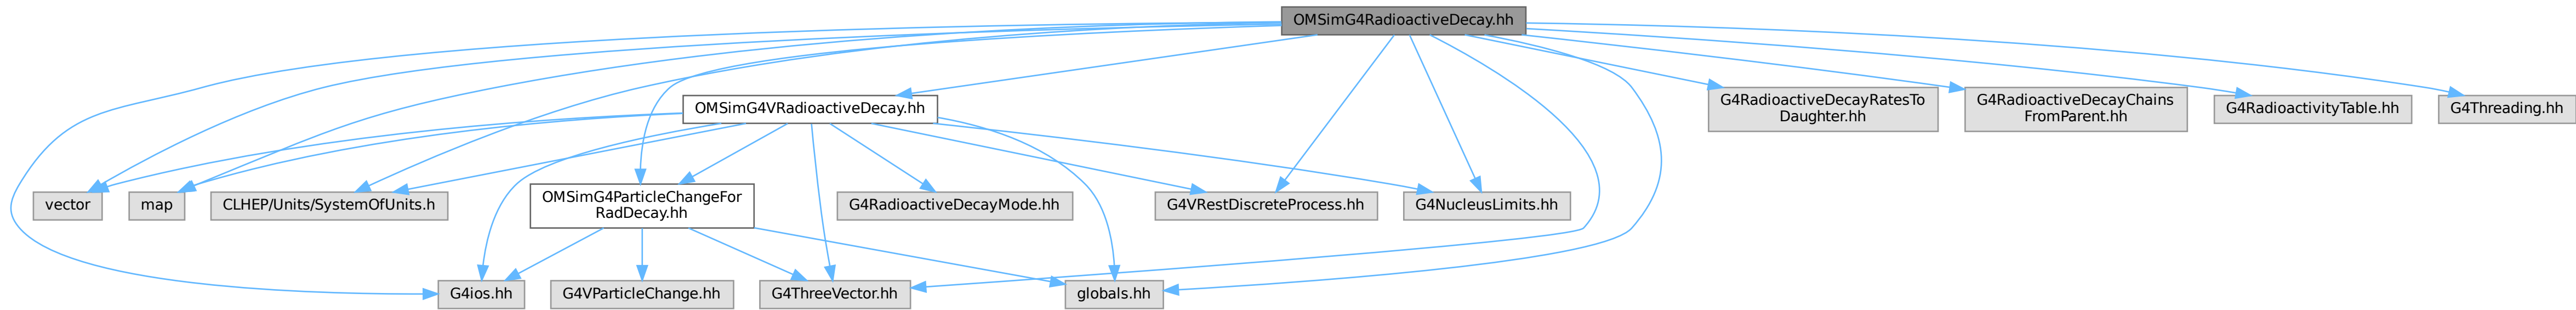 OMSimG4RadioactiveDecay.hh
OMSimG4VRadioactiveDecay.hh
G4RadioactiveDecayRatesTo
Daughter.hh
G4RadioactiveDecayChains
FromParent.hh
G4RadioactivityTable.hh
G4Threading.hh
vector
map
CLHEP/Units/SystemOfUnits.h
OMSimG4ParticleChangeFor
RadDecay.hh
G4RadioactiveDecayMode.hh
G4VRestDiscreteProcess.hh
G4NucleusLimits.hh
G4ios.hh
G4VParticleChange.hh
G4ThreeVector.hh
globals.hh